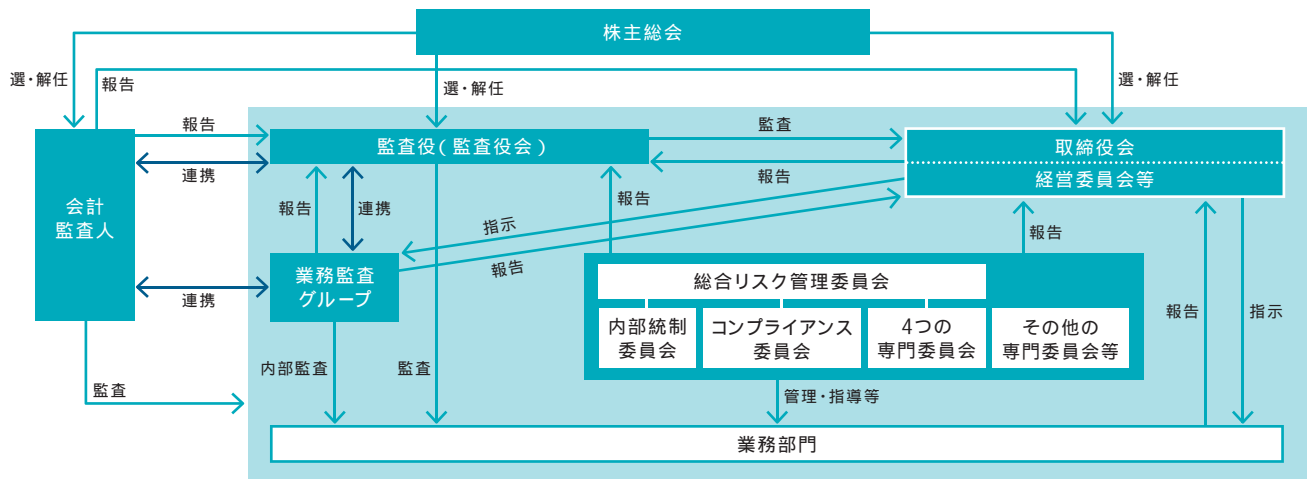 株主総会
選・解任
報告
選・解任
選・解任
報告
監査役(監査役会)
監査
取締役会
連携
報告
経営委員会等
会計
監査人
報告
連携
報告
指示
報告
報告
業務監査
グループ
連携
総合リスク管理委員会
内部統制
委員会
コンプライアンス
委員会
4つの
専門委員会
その他の
専門委員会等
報告
指示
内部監査
監査
監査
管理・指導等
業務部門